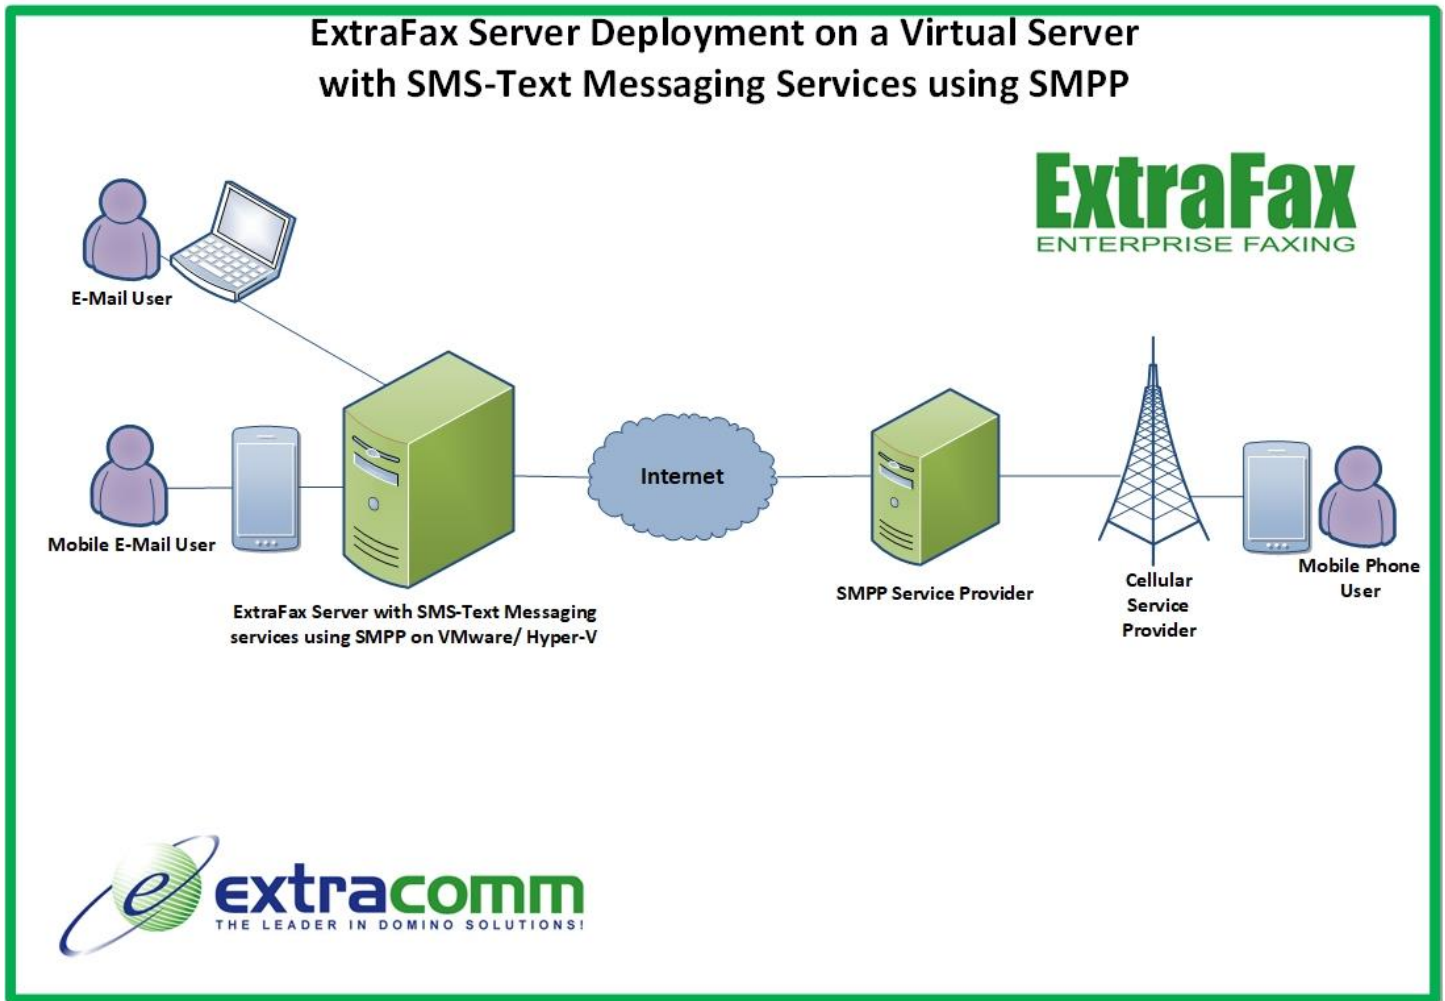 ExtraFax Server Deployment on a Virtual Server
with SMS-Text Messaging Services using SMPP
ExtraFax
ENTERPRISE FAXING
E-Mail User
Mobile E-Mail User
ExtraFax Server with SMS-Text Messaging
services using SMPP on VMware/ Hyper-V
Internet
SMPP Service Provider
Cellular
Service
Provider
Mobile Phone
User
e extracomm
THE LEADER IN DOMINO SOLUTIONS!